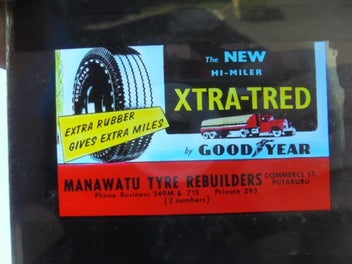 The NEW
HI-MILER
XTRA-TRED
EXTRA RUBBER
GIVES EXTRA MILES
by GOODYEAR
MANAWATU TYRE REBUILDERS COMMERCE ST. PUTARURU
Phone Business 249M & 715 Private 293
(2 numbers)